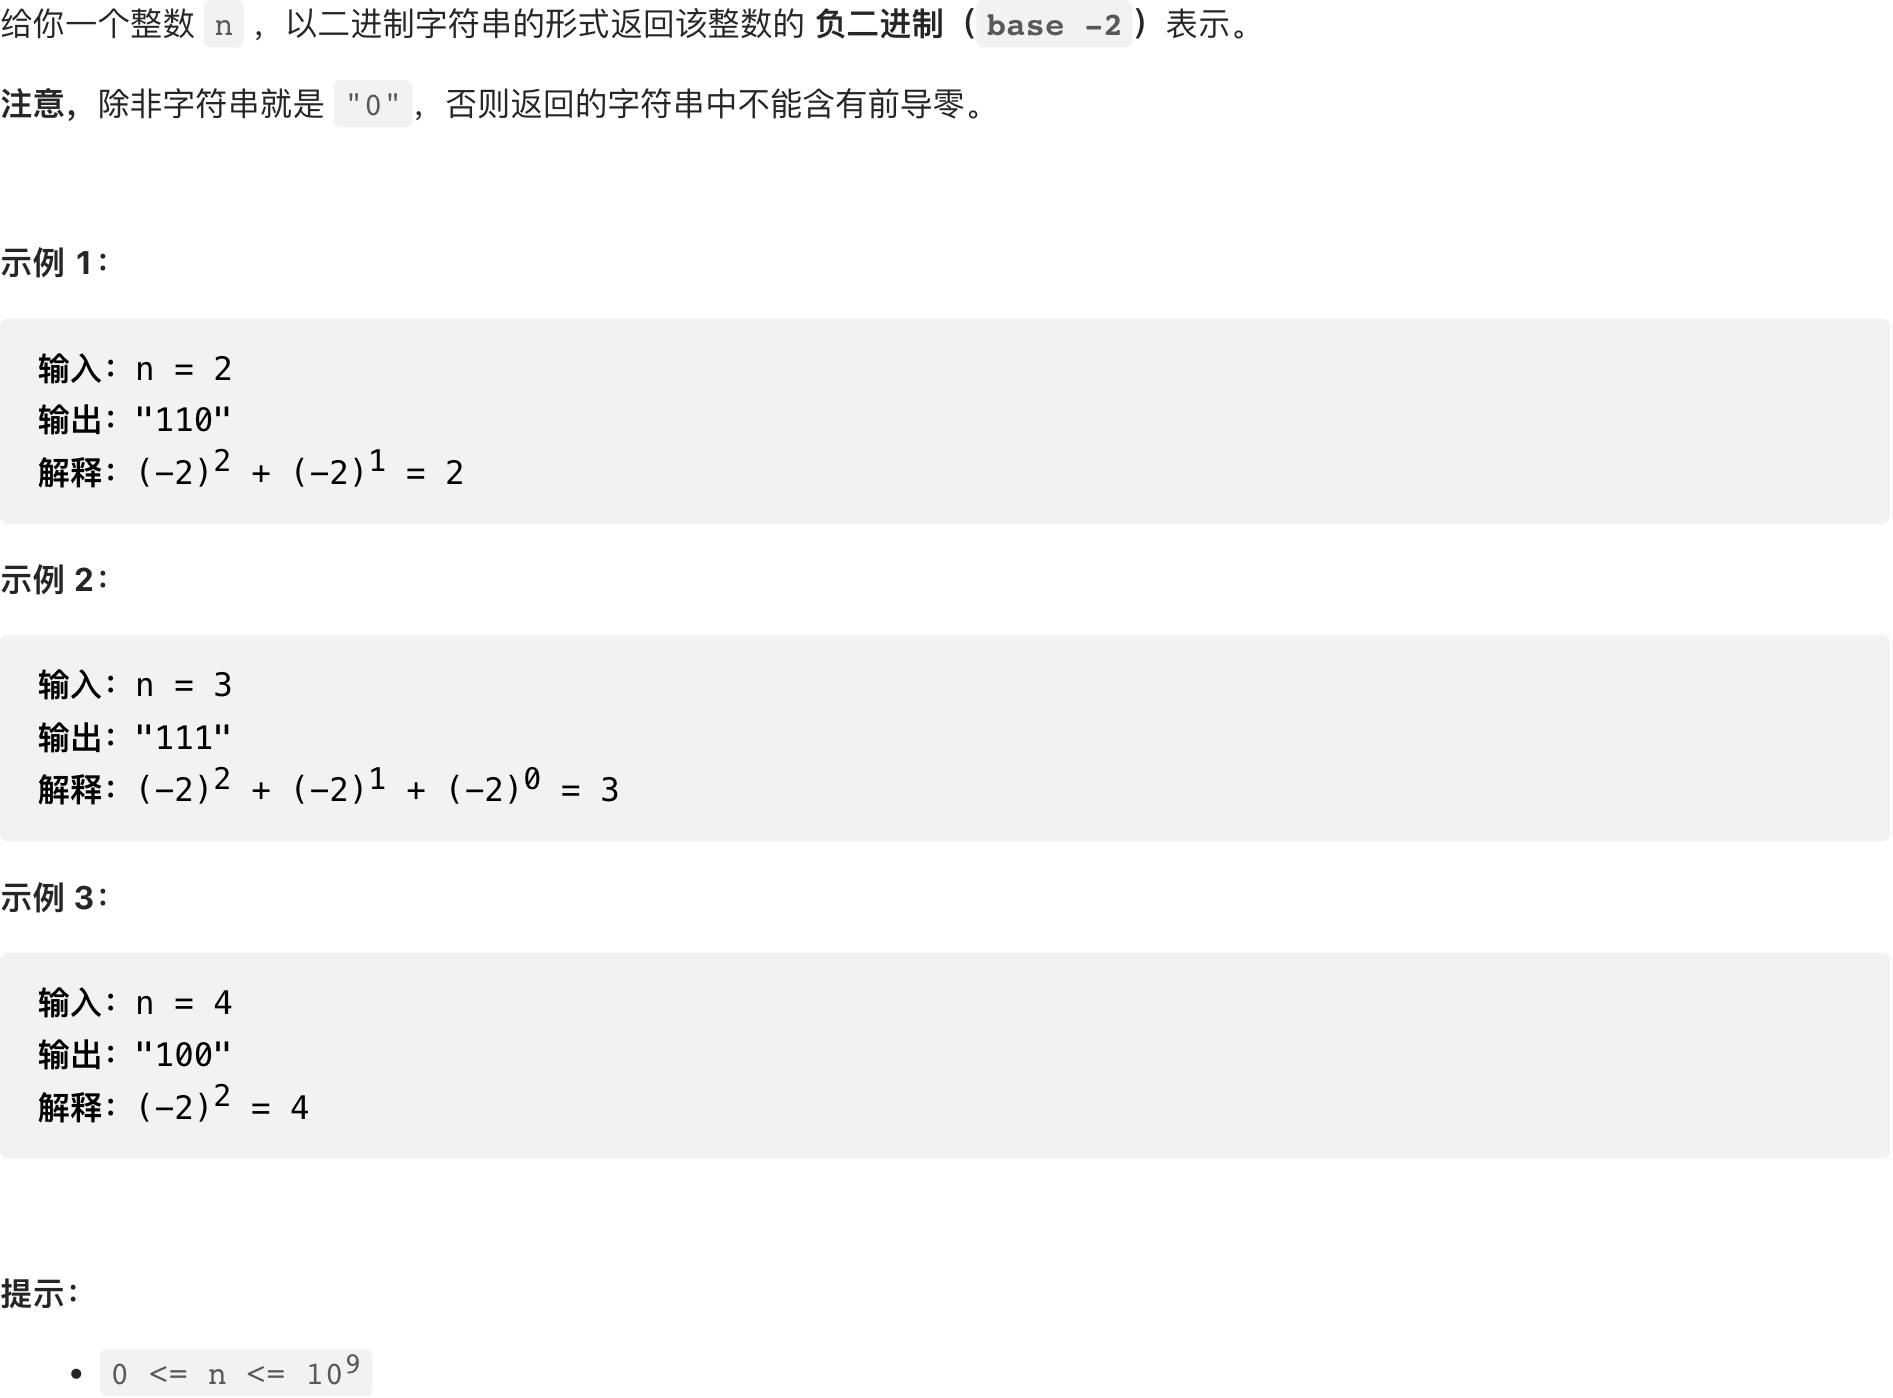 给你一个整数 n ，以二进制字符串的形式返回该整数的 负二进制（base -2）表示。
注意，除非字符串就是 "0"，否则返回的字符串中不能含有前导零。
示例 1：
输入：n = 2
输出："110"
解释：(-2)² + (-2)¹ = 2
示例 2：
输入：n = 3
输出："111"
解释：(-2)² + (-2)¹ + (-2)⁰ = 3
示例 3：
输入：n = 4
输出："100"
解释：(-2)² = 4
提示：
• 0 <= n <= 10⁹